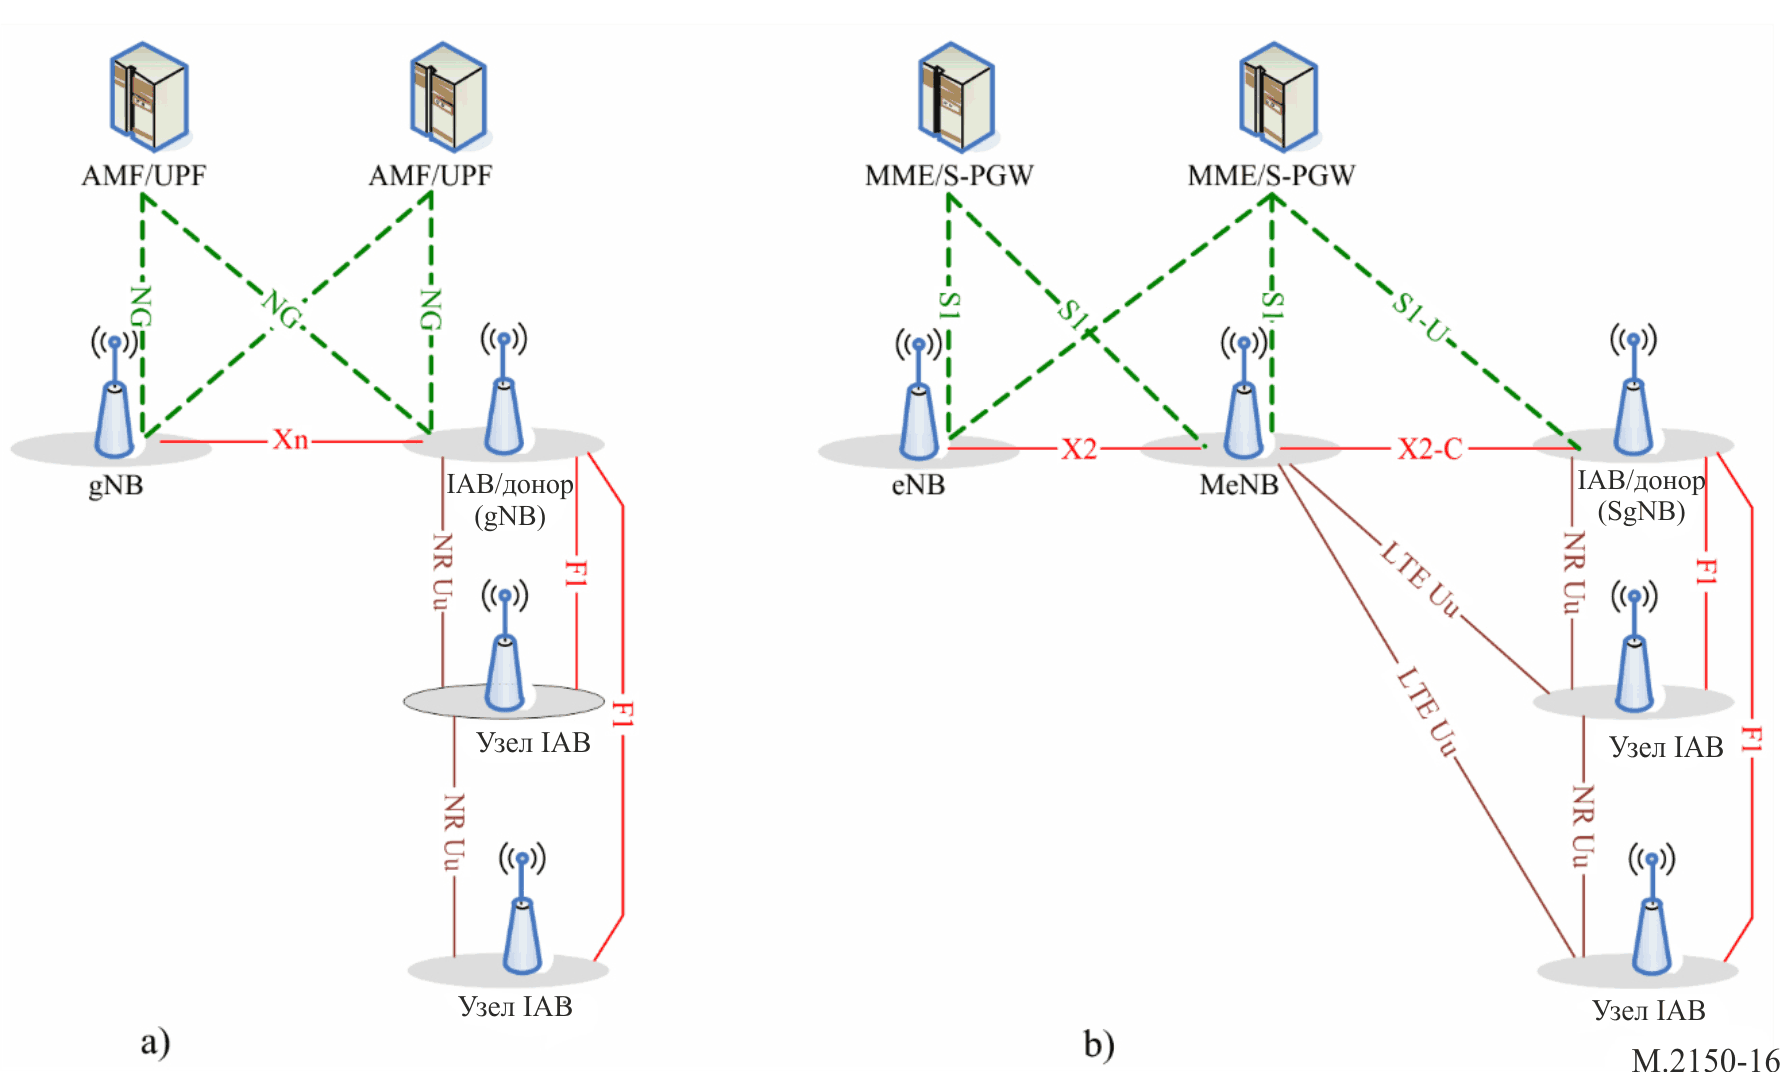 AMF/UPF
AMF/UPF
NG
NG
NG
Xn
gNB
IAB/донор
(gNB)
NR Uu
F1
F1
Узел IAB
NR Uu
Узел IAB
a)
MME/S-PGW
MME/S-PGW
S1
S1
S1
S1-U
X2
X2-C
eNB
MeNB
IAB/донор
(SgNB)
LTE Uu
NR Uu
F1
LTE Uu
F1
Узел IAB
NR Uu
Узел IAB
b)
M.2150-16